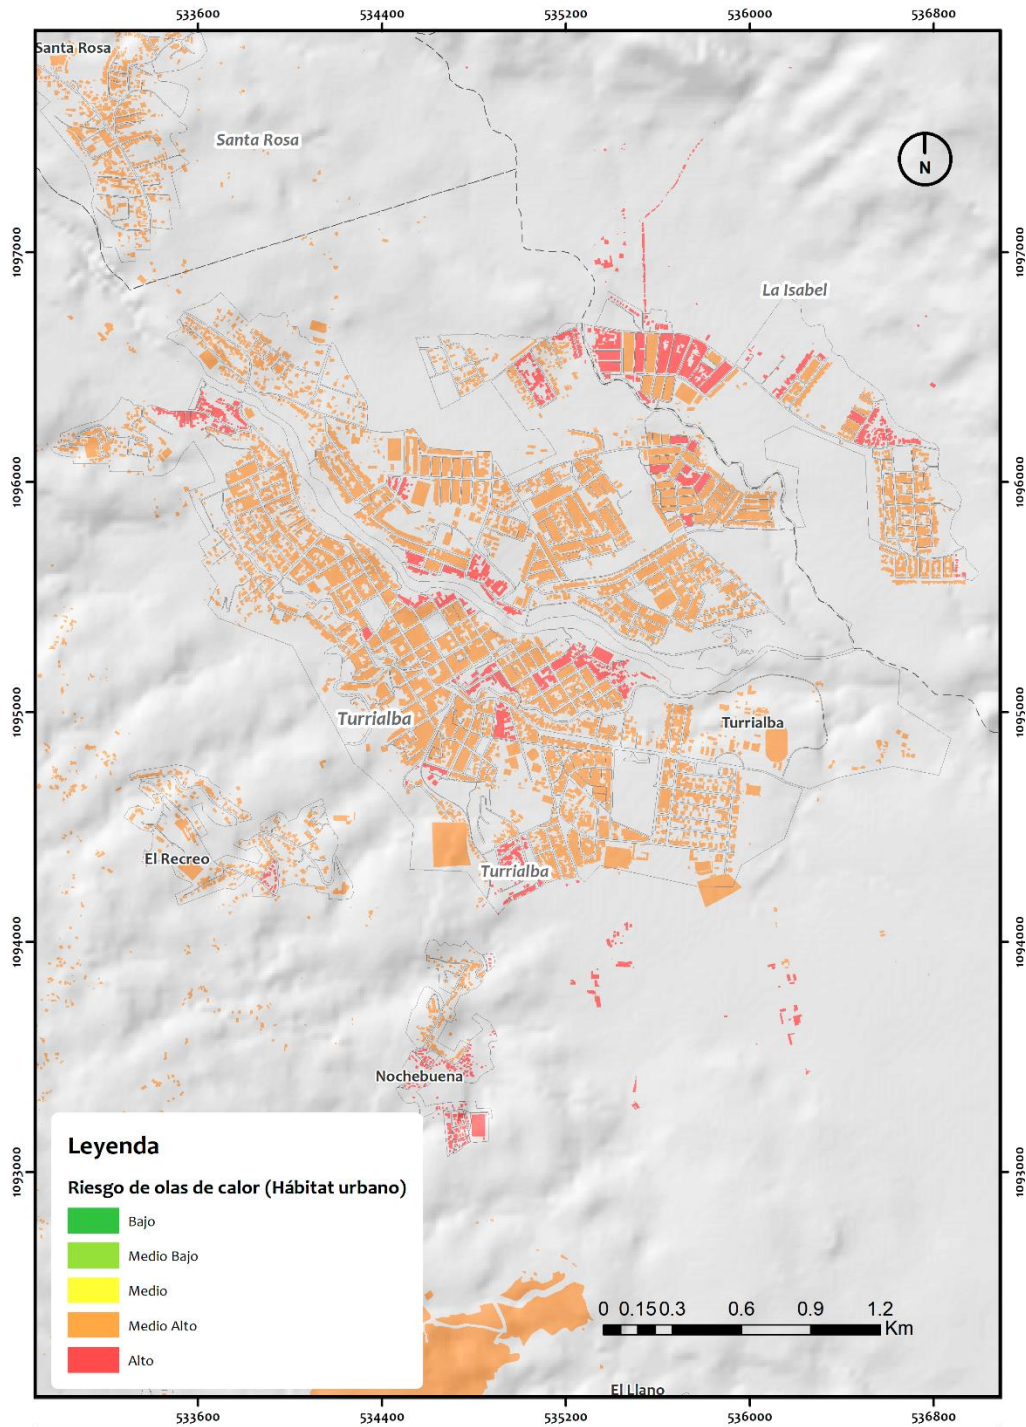 533600 534400 535200 536000 536800
Santa Rosa
Santa Rosa
N
1097000 1097000
La Isabel
1096000 1096000
1095000 1095000
Turrialba
Turrialba
El Recreo
Turrialba
1094000 1094000
Nochebuena
1093000 1093000
Leyenda
Riesgo de olas de calor (Hábitat urbano)
Bajo
Medio Bajo
Medio
Medio Alto
Alto
0 0.15 0.3 0.6 0.9 1.2
Km
El Llano
533600 534400 535200 536000 536800